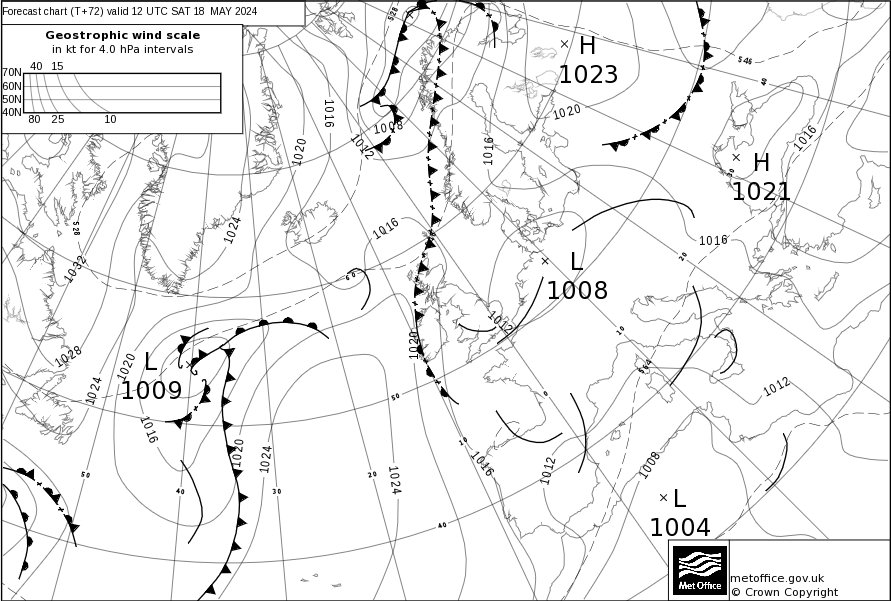 Forecast chart (T+72) valid 12 UTC SAT 18 MAY 2024
Geostrophic wind scale
in kt for 4.0 hPa intervals
40 15
70N
60N
50N
40N
80 25 10
528
H
1023
546
40
1020
1016
1008
1012
1020
1016
1016
H
1021
30
1024
1016
1016
528
1032
20
L
1008
60
1012
1020
10
1028
L
1009
1020
1024
564
0
1012
50
1016
10
1020
1024
1016
1012
1008
50
40
30
20
1024
40
L
1004
Met Office
metoffice.gov.uk
© Crown Copyright